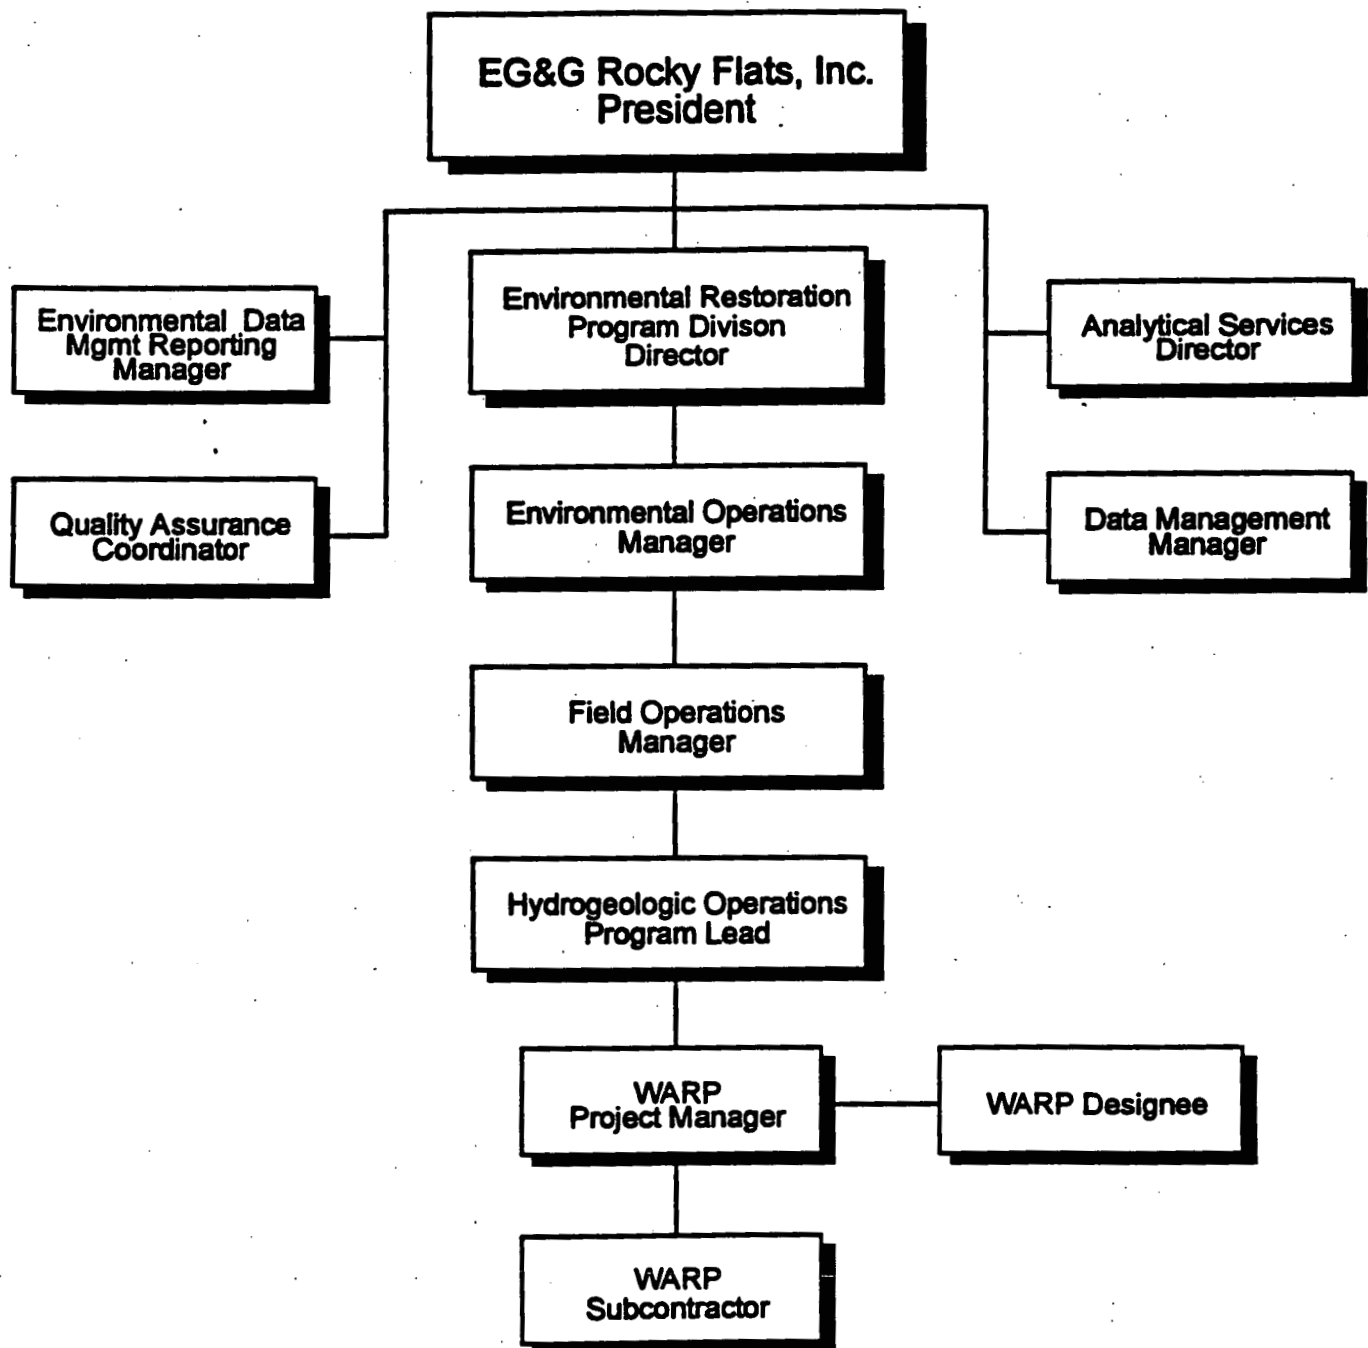 EG&G Rocky Flats, Inc.
President
Environmental Data
Mgmt Reporting
Manager
Environmental Restoration
Program Divison
Director
Analytical Services
Director
Quality Assurance
Coordinator
Environmental Operations
Manager
Data Management
Manager
Field Operations
Manager
Hydrogeologic Operations
Program Lead
WARP
Project Manager
WARP Designee
WARP
Subcontractor